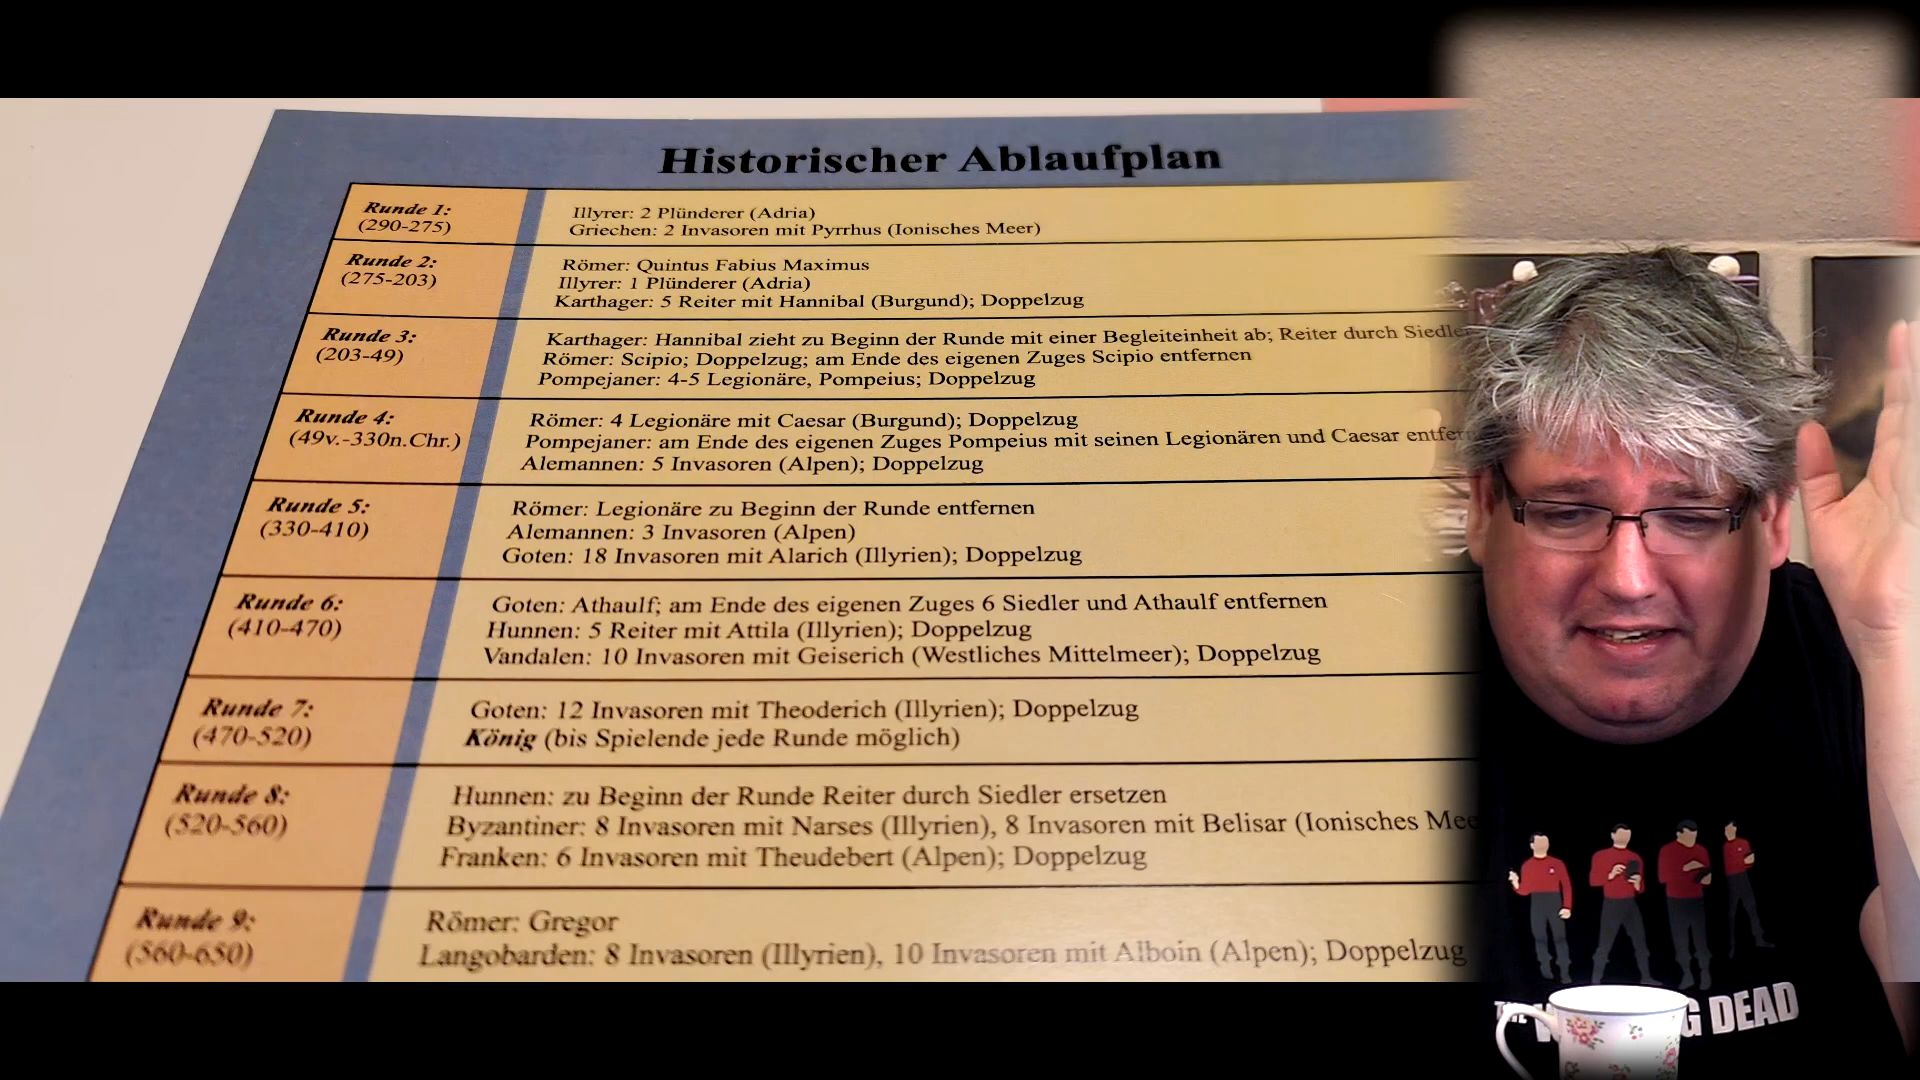 Historischer Ablaufplan
Runde 1:
(290-275)
Illyrer: 2 Plünderer (Adria)
Griechen: 2 Invasoren mit Pyrrhus (Ionisches Meer)
Runde 2:
(275-203)
Römer: Quintus Fabius Maximus
Illyrer: 1 Plünderer (Adria)
Karthager: 5 Reiter mit Hannibal (Burgund); Doppelzug
Runde 3:
(203-49)
Karthager: Hannibal zieht zu Beginn der Runde mit einer Begleiteinheit ab; Reiter durch
Römer: Scipio; Doppelzug; am Ende des eigenen Zuges Scipio entfernen
Pompejaner: 4-5 Legionäre, Pompeius; Doppelzug
Runde 4:
(49v.-330n.Chr.)
Römer: 4 Legionäre mit Caesar (Burgund); Doppelzug
Pompejaner: am Ende des eigenen Zuges Pompeius mit seinen Legionären und Caesar
Alemannen: 5 Invasoren (Alpen); Doppelzug
Runde 5:
(330-410)
Römer: Legionäre zu Beginn der Runde entfernen
Alemannen: 3 Invasoren (Alpen)
Goten: 18 Invasoren mit Alarich (Illyrien); Doppelzug
Runde 6:
(410-470)
Goten: Athaulf; am Ende des eigenen Zuges 6 Siedler und Athaulf entfernen
Hunnen: 5 Reiter mit Attila (Illyrien); Doppelzug
Vandalen: 10 Invasoren mit Geiserich (Westliches Mittelmeer); Doppelzug
Runde 7:
(470-520)
Goten: 12 Invasoren mit Theoderich (Illyrien); Doppelzug
König (bis Spielende jede Runde möglich)
Runde 8:
(520-560)
Hunnen: zu Beginn der Runde Reiter durch Siedler ersetzen
Byzantiner: 8 Invasoren mit Narses (Illyrien), 8 Invasoren mit Belisar (Ionisches
Franken: 6 Invasoren mit Theudebert (Alpen); Doppelzug
Runde 9:
(560-650)
Römer: Gregor
Langobarden: 8 Invasoren (Illyrien), 10 Invasoren mit Alboin (Alpen); Doppelzug
THE DEAD